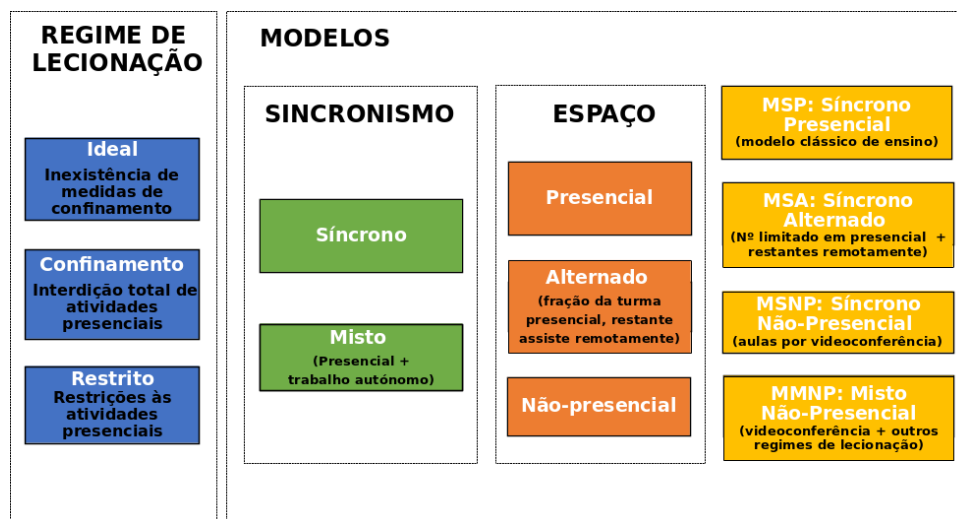 REGIME DE
LECIONAÇÃO
Ideal
Inexistência de
medidas de
confinamento
Confinamento
Interdição total de
atividades
presenciais
Restrito
Restrições às
atividades
presenciais
MODELOS
SINCRONISMO
Síncrono
Misto
(Presencial +
trabalho autónomo)
ESPAÇO
Presencial
Alternado
(fração da turma
presencial, restante
assiste remotamente)
Não-presencial
MSP: Síncrono
Presencial
(modelo clássico de ensino)
MSA: Síncrono
Alternado
(Nº limitado em presencial +
restantes remotamente)
MSNP: Síncrono
Não-Presencial
(aulas por videoconferência)
MMNP: Misto
Não-Presencial
(videoconferência + outros
regimes de lecionação)